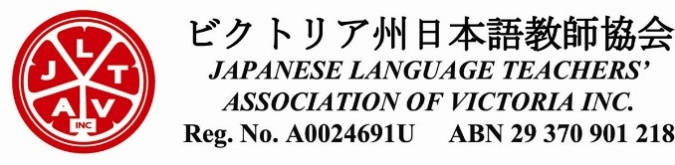 J L T A V
INC
ビクトリア州日本語教師協会
JAPANESE LANGUAGE TEACHERS'
ASSOCIATION OF VICTORIA INC.
Reg. No. A0024691U ABN 29 370 901 218